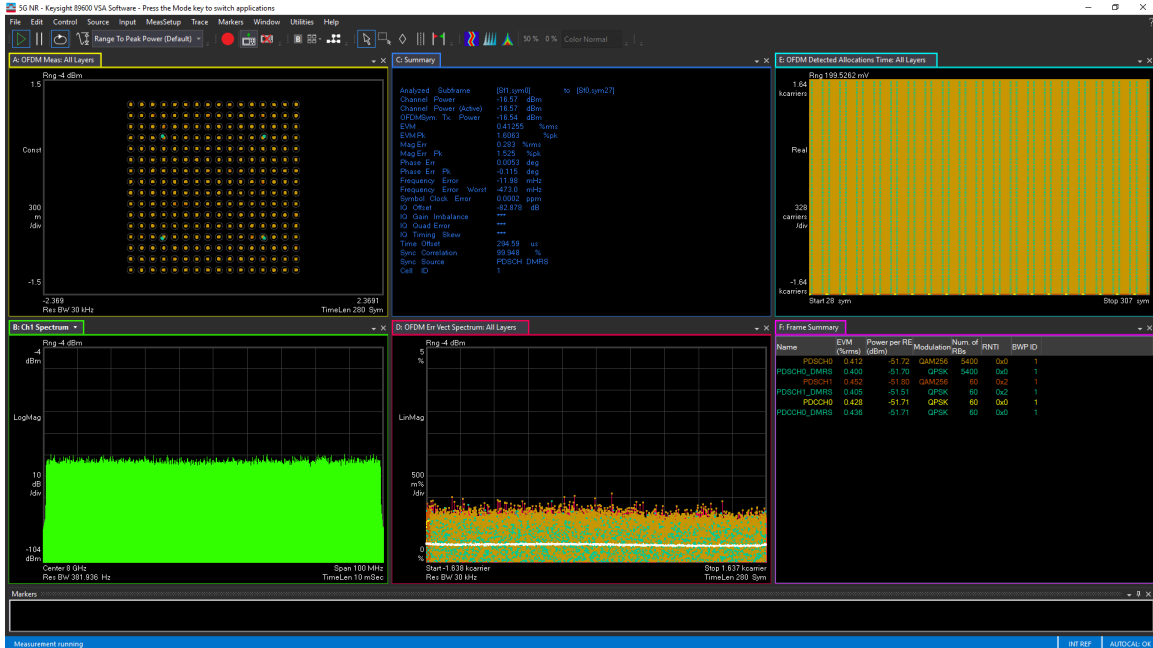 5G NR - Keysight 89600 VSA Software - Press the Mode key to switch applications
File Edit Control Source Input MeasSetup Trace Markers Window Utilities Help
Range To Peak Power (Default) 50 % 0 % Color Normal
A: OFDM Meas: All Layers
Rng -4 dBm
1.5
Const
300
m
/div
-1.5
-2.369 2.3691
Res BW 30 kHz TimeLen 280 Sym
C: Summary
Analyzed Subframe [Sf1,sym0] to [Sf0,sym27]
Channel Power -16.57 dBm
Channel Power (Active) -16.57 dBm
OFDMSym. Tx. Power -16.54 dBm
EVM 0.41255 %rms
EVM Pk 1.6063 %pk
Mag Err 0.283 %rms
Mag Err Pk 1.525 %pk
Phase Err 0.0053 deg
Phase Err Pk -0.115 deg
Frequency Error -11.98 mHz
Frequency Error Worst -473.0 mHz
Symbol Clock Error 0.0002 ppm
IQ Offset -82.878 dB
IQ Gain Imbalance ***
IQ Quad Error ***
IQ Timing Skew ***
Time Offset 294.59 us
Sync Correlation 99.948 %
Sync Source PDSCH DMRS
Cell ID 1
E: OFDM Detected Allocations Time: All Layers
Rng 199.5262 mV
1.64
kcarriers
Real
328
carriers
/div
-1.64
kcarriers
Start 28 sym Stop 307 sym
B: Ch1 Spectrum
Rng -4 dBm
-4
dBm
LogMag
10
dB
/div
-104
dBm
Center 8 GHz Span 100 MHz
Res BW 381.936 Hz TimeLen 10 mSec
D: OFDM Err Vect Spectrum: All Layers
Rng -4 dBm
5
%
LinMag
500
m%
/div
0
%
Start -1.638 kcarrier Stop 1.637 kcarrier
Res BW 30 kHz TimeLen 280 Sym
F: Frame Summary
Name EVM (%rms) Power per RE (dBm) Modulation Num. of RBs RNTI BWP ID
PDSCH0 0.412 -51.72 QAM256 5400 0x0 1
PDSCH0_DMRS 0.400 -51.70 QPSK 5400 0x0 1
PDSCH1 0.452 -51.80 QAM256 60 0x2 1
PDSCH1_DMRS 0.405 -51.51 QPSK 60 0x2 1
PDCCH0 0.428 -51.71 QPSK 60 0x0 1
PDCCH0_DMRS 0.436 -51.71 QPSK 60 0x0 1
Markers
Measurement running INT REF AUTOCAL: OK